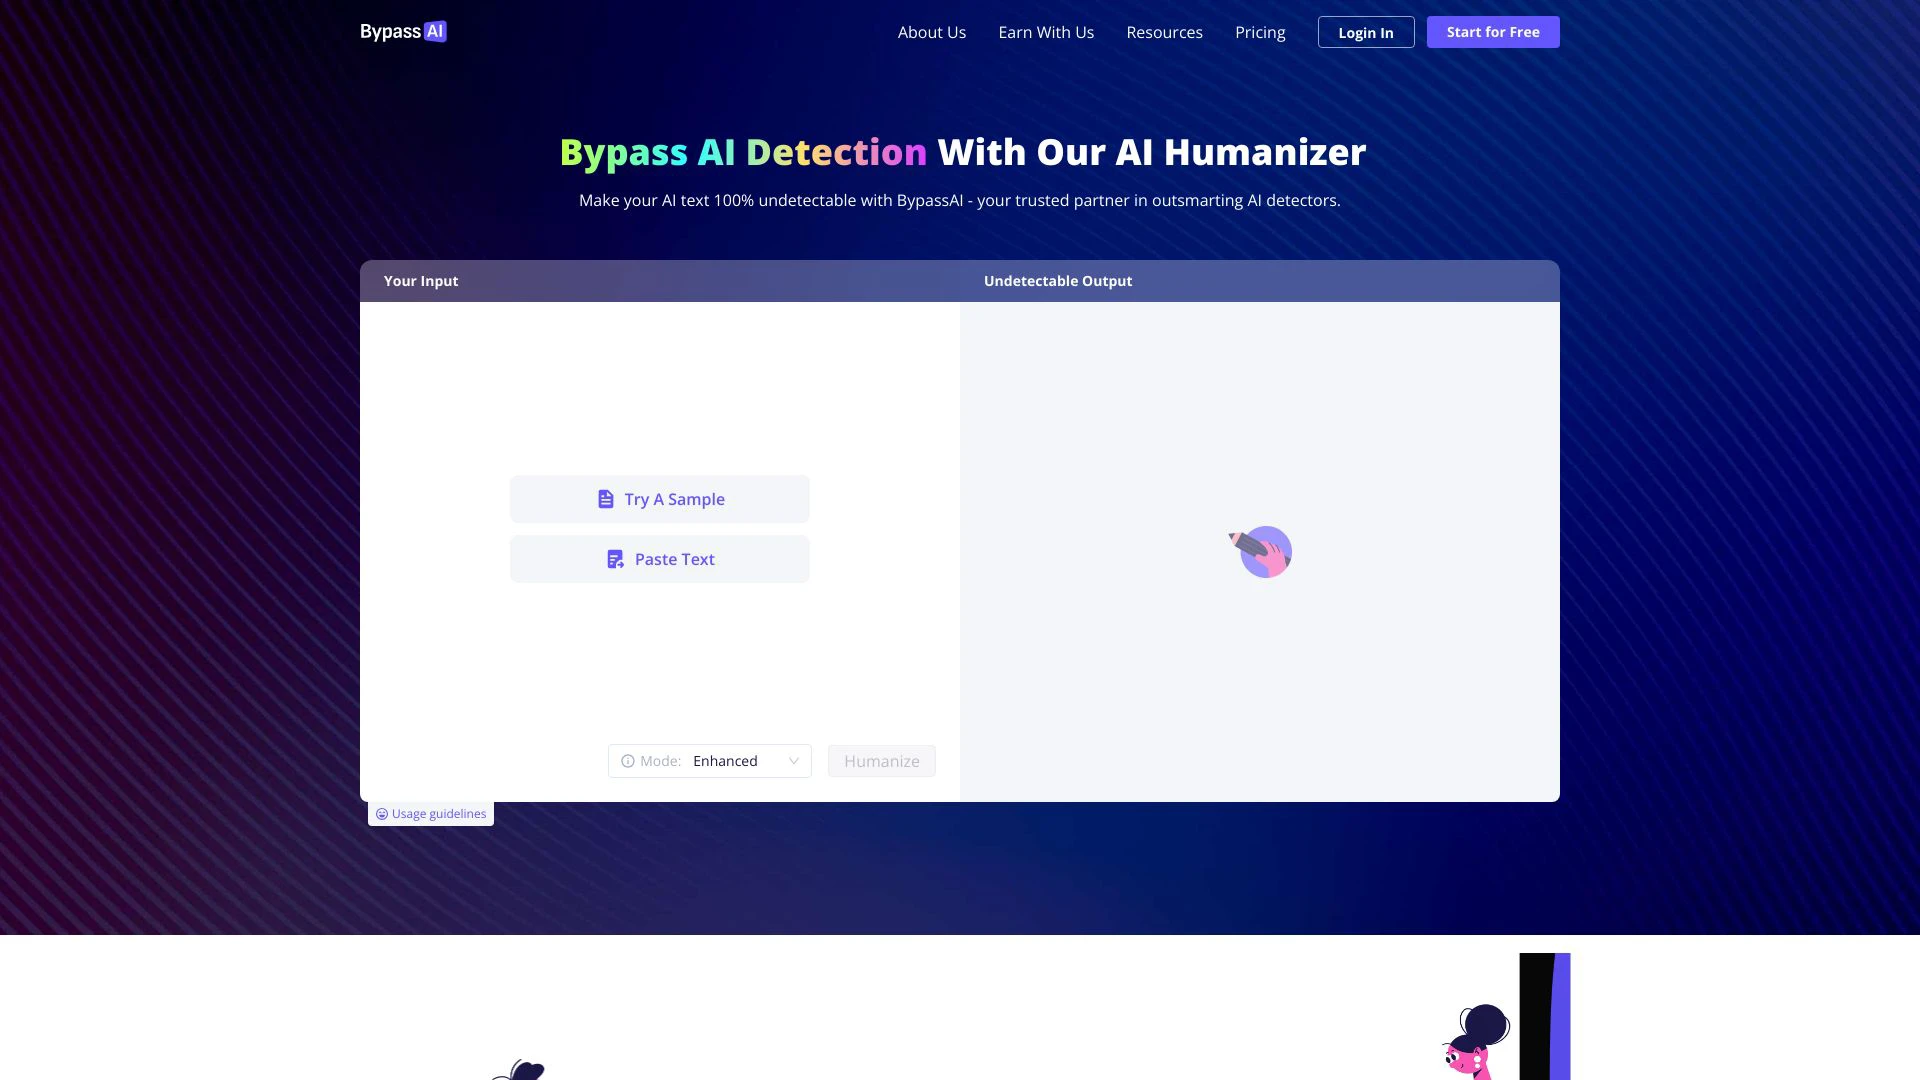 Bypass AI
About Us
Earn With Us
Resources
Pricing
Login In
Start for Free
Bypass AI Detection With Our AI Humanizer
Make your AI text 100% undetectable with BypassAI - your trusted partner in outsmarting AI detectors.
Your Input
Undetectable Output
Try A Sample
Paste Text
Mode: Enhanced
Humanize
Usage guidelines